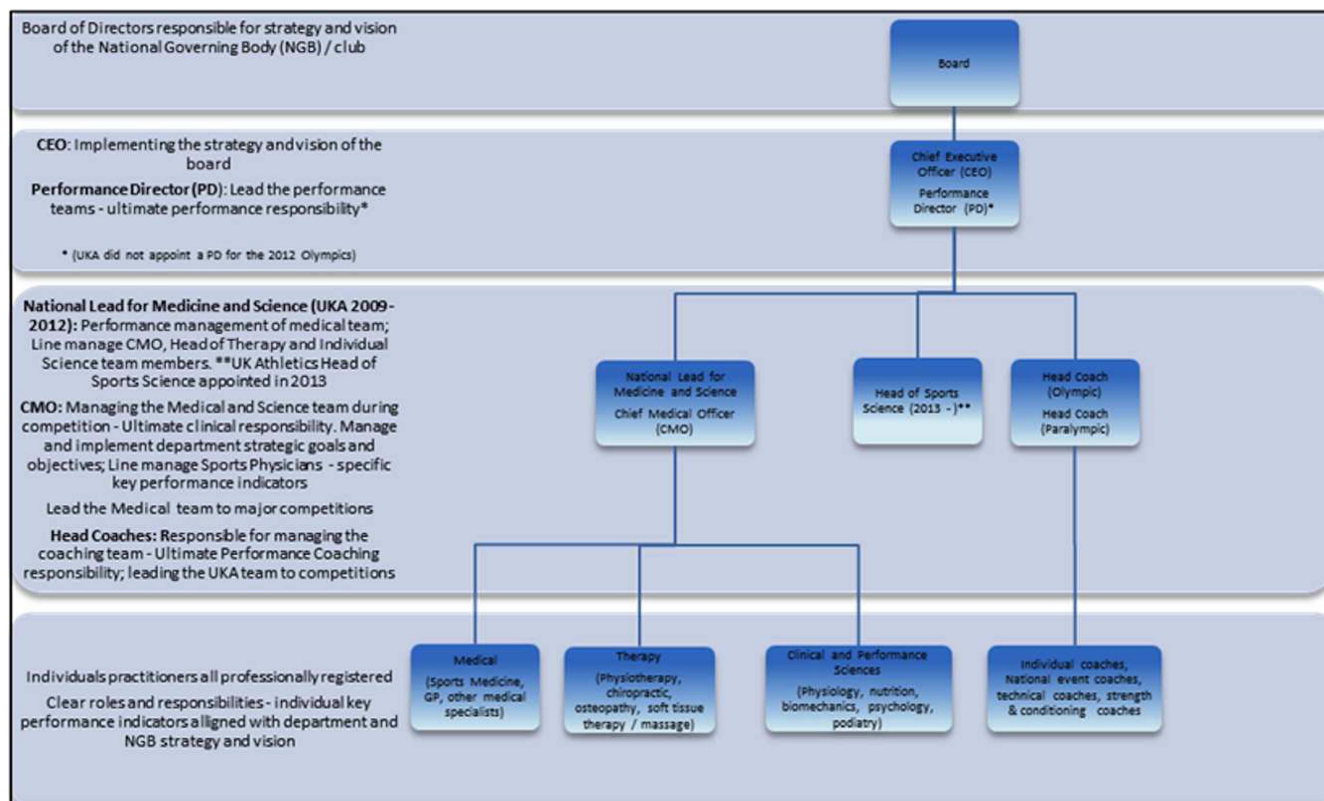 Board of Directors responsible for strategy and vision
of the National Governing Body (NGB) / club
Board
CEO: Implementing the strategy and vision of the
board
Performance Director (PD): Lead the performance
teams - ultimate performance responsibility*
* (UKA did not appoint a PD for the 2012 Olympics)
Chief Executive
Officer (CEO)
Performance
Director (PD)*
National Lead for Medicine and Science (UKA 2009-
2012): Performance management of medical team;
Line manage CMO, Head of Therapy and Individual
Science team members. **UK Athletics Head of
Sports Science appointed in 2013
CMO: Managing the Medical and Science team during
competition - Ultimate clinical responsibility. Manage
and implement department strategic goals and
objectives; Line manage Sports Physicians - specific
key performance indicators
Lead the Medical team to major competitions
Head Coaches: Responsible for managing the
coaching team - Ultimate Performance Coaching
responsibility; leading the UKA team to competitions
National Lead for
Medicine and Science
Chief Medical Officer
(CMO)
Head of Sports
Science (2013 - )**
Head Coach
(Olympic)
Head Coach
(Paralympic)
Individuals practitioners all professionally registered
Clear roles and responsibilities - individual key
performance indicators alligned with department and
NGB strategy and vision
Medical
(Sports Medicine,
GP, other medical
specialists)
Therapy
(Physiotherapy,
chiropractic,
osteopathy, soft tissue
therapy / massage)
Clinical and Performance
Sciences
(Physiology, nutrition,
biomechanics, psychology,
podiatry)
Individual coaches,
National event coaches,
technical coaches, strength
& conditioning coaches